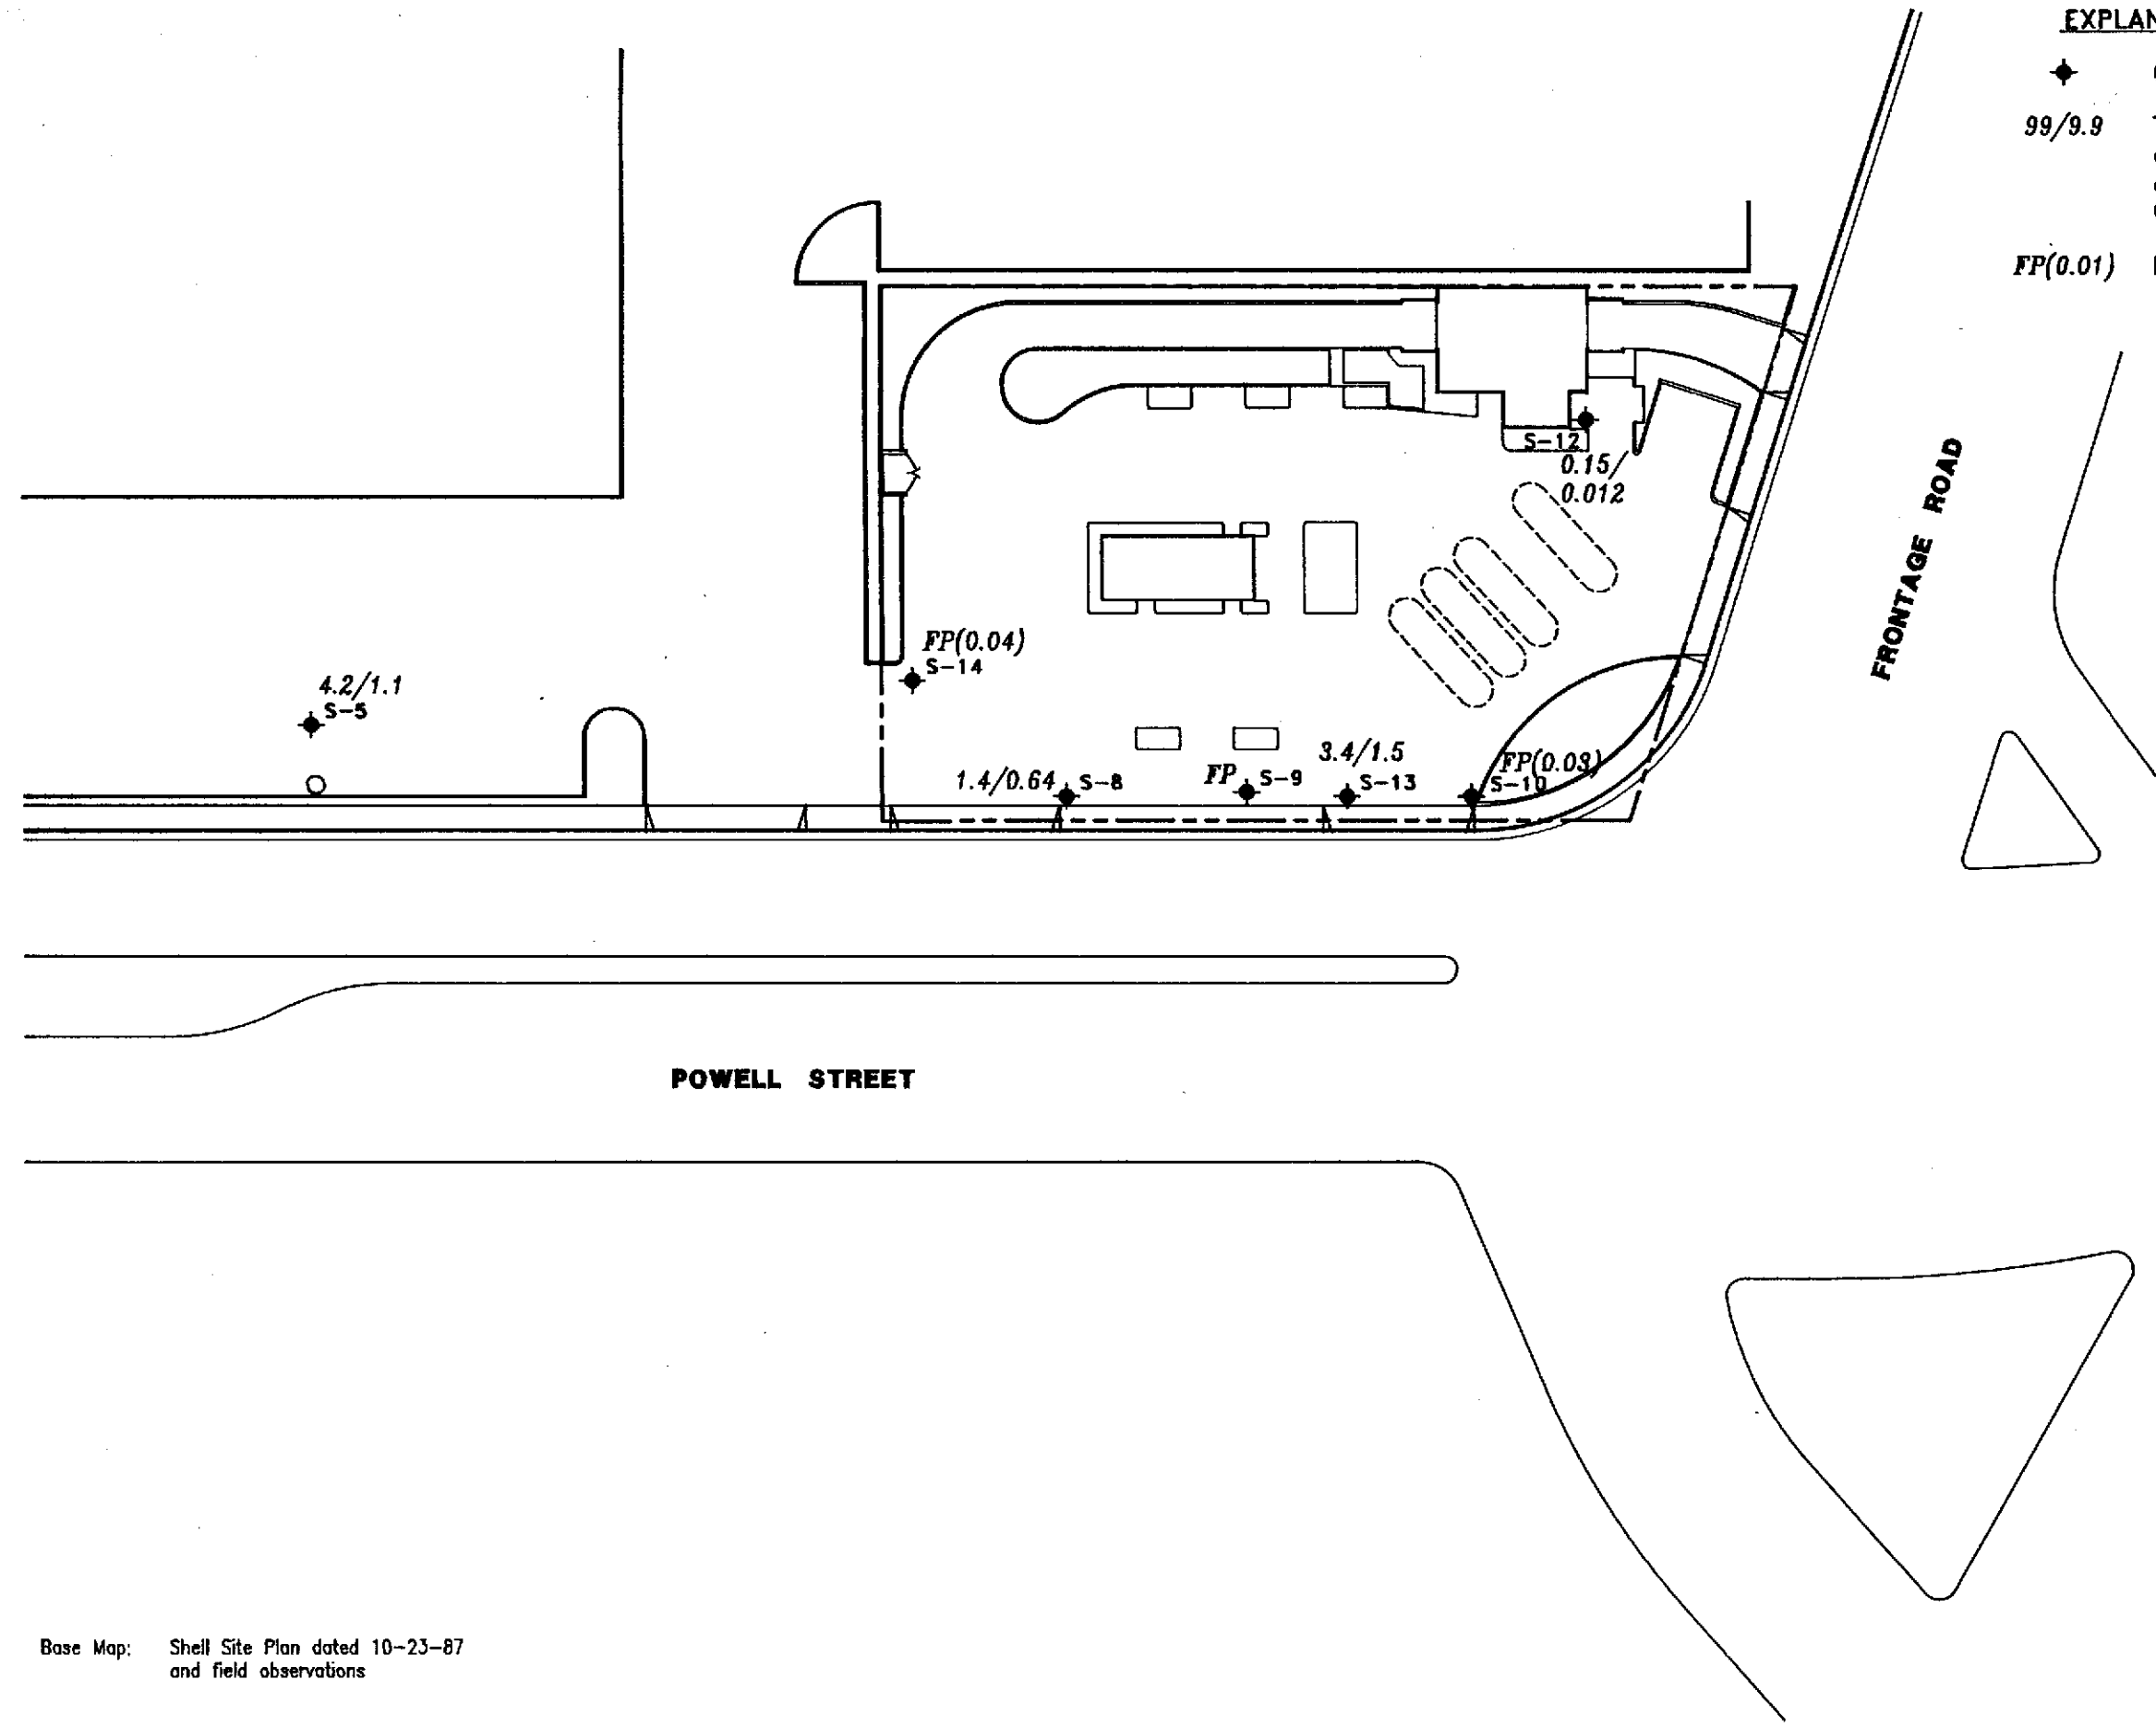 EXPLAN
99/9.9
FP(0.01)
S-12
0.15/
0.012
FRONTAGE ROAD
FP(0.04)
S-14
4.2/1.1
S-5
3.4/1.5
FP(0.03)
1.4/0.64 S-8
FP S-9
S-13
S-10
POWELL STREET
Base Map: Shell Site Plan dated 10-23-87
and field observations